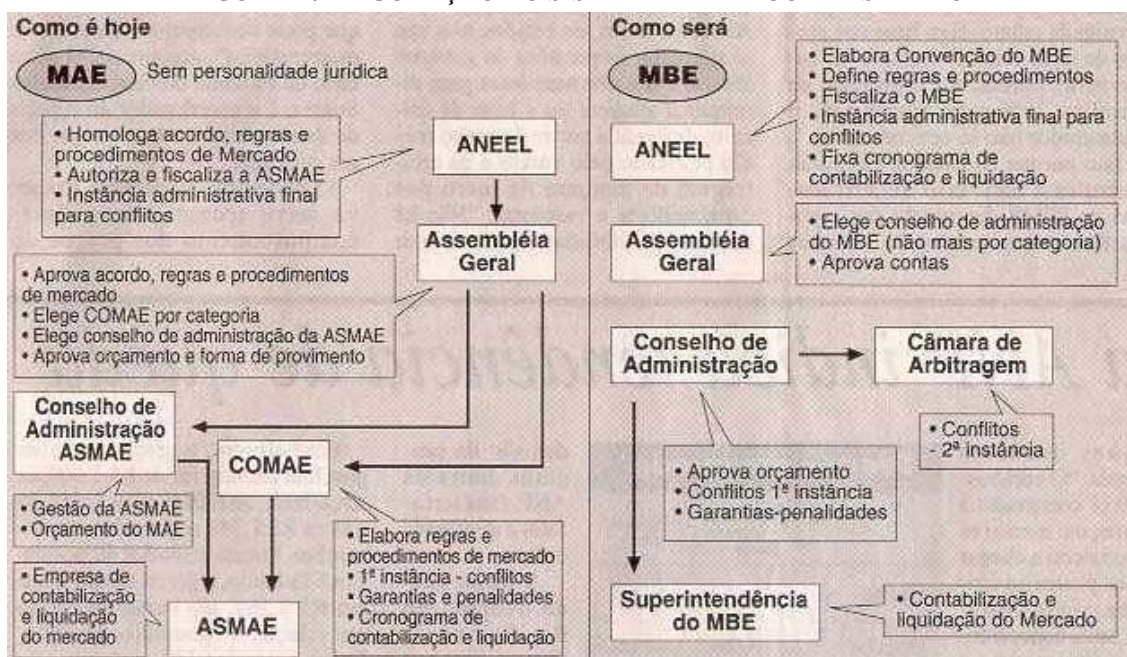 Como é hoje
MAE
Sem personalidade jurídica
• Homologa acordo, regras e
procedimentos de Mercado
• Autoriza e fiscaliza a ASMAE
• Instância administrativa final
para conflitos
ANEEL
Assembléia
Geral
• Aprova acordo, regras e procedimentos
de mercado
• Elege COMAE por categoria
• Elege conselho de administração da ASMAE
• Aprova orçamento e forma de provimento
Conselho de
Administração
ASMAE
COMAE
• Gestão da ASMAE
• Orçamento do MAE
• Elabora regras e
procedimentos de mercado
• 1ª instância - conflitos
• Garantias e penalidades
• Cronograma de
contabilização e liquidação
• Empresa de
contabilização
e liquidação
do mercado
ASMAE
Como será
MBE
• Elabora Convenção do MBE
• Define regras e procedimentos
• Fiscaliza o MBE
• Instância administrativa final para
conflitos
• Fixa cronograma de
contabilização e liquidação
ANEEL
Assembléia
Geral
• Elege conselho de administração
do MBE (não mais por categoria)
• Aprova contas
Conselho de
Administração
Câmara de
Arbitragem
• Conflitos
- 2ª instância
• Aprova orçamento
• Conflitos 1ª instância
• Garantias-penalidades
Superintendência
do MBE
• Contabilização e
liquidação do Mercado